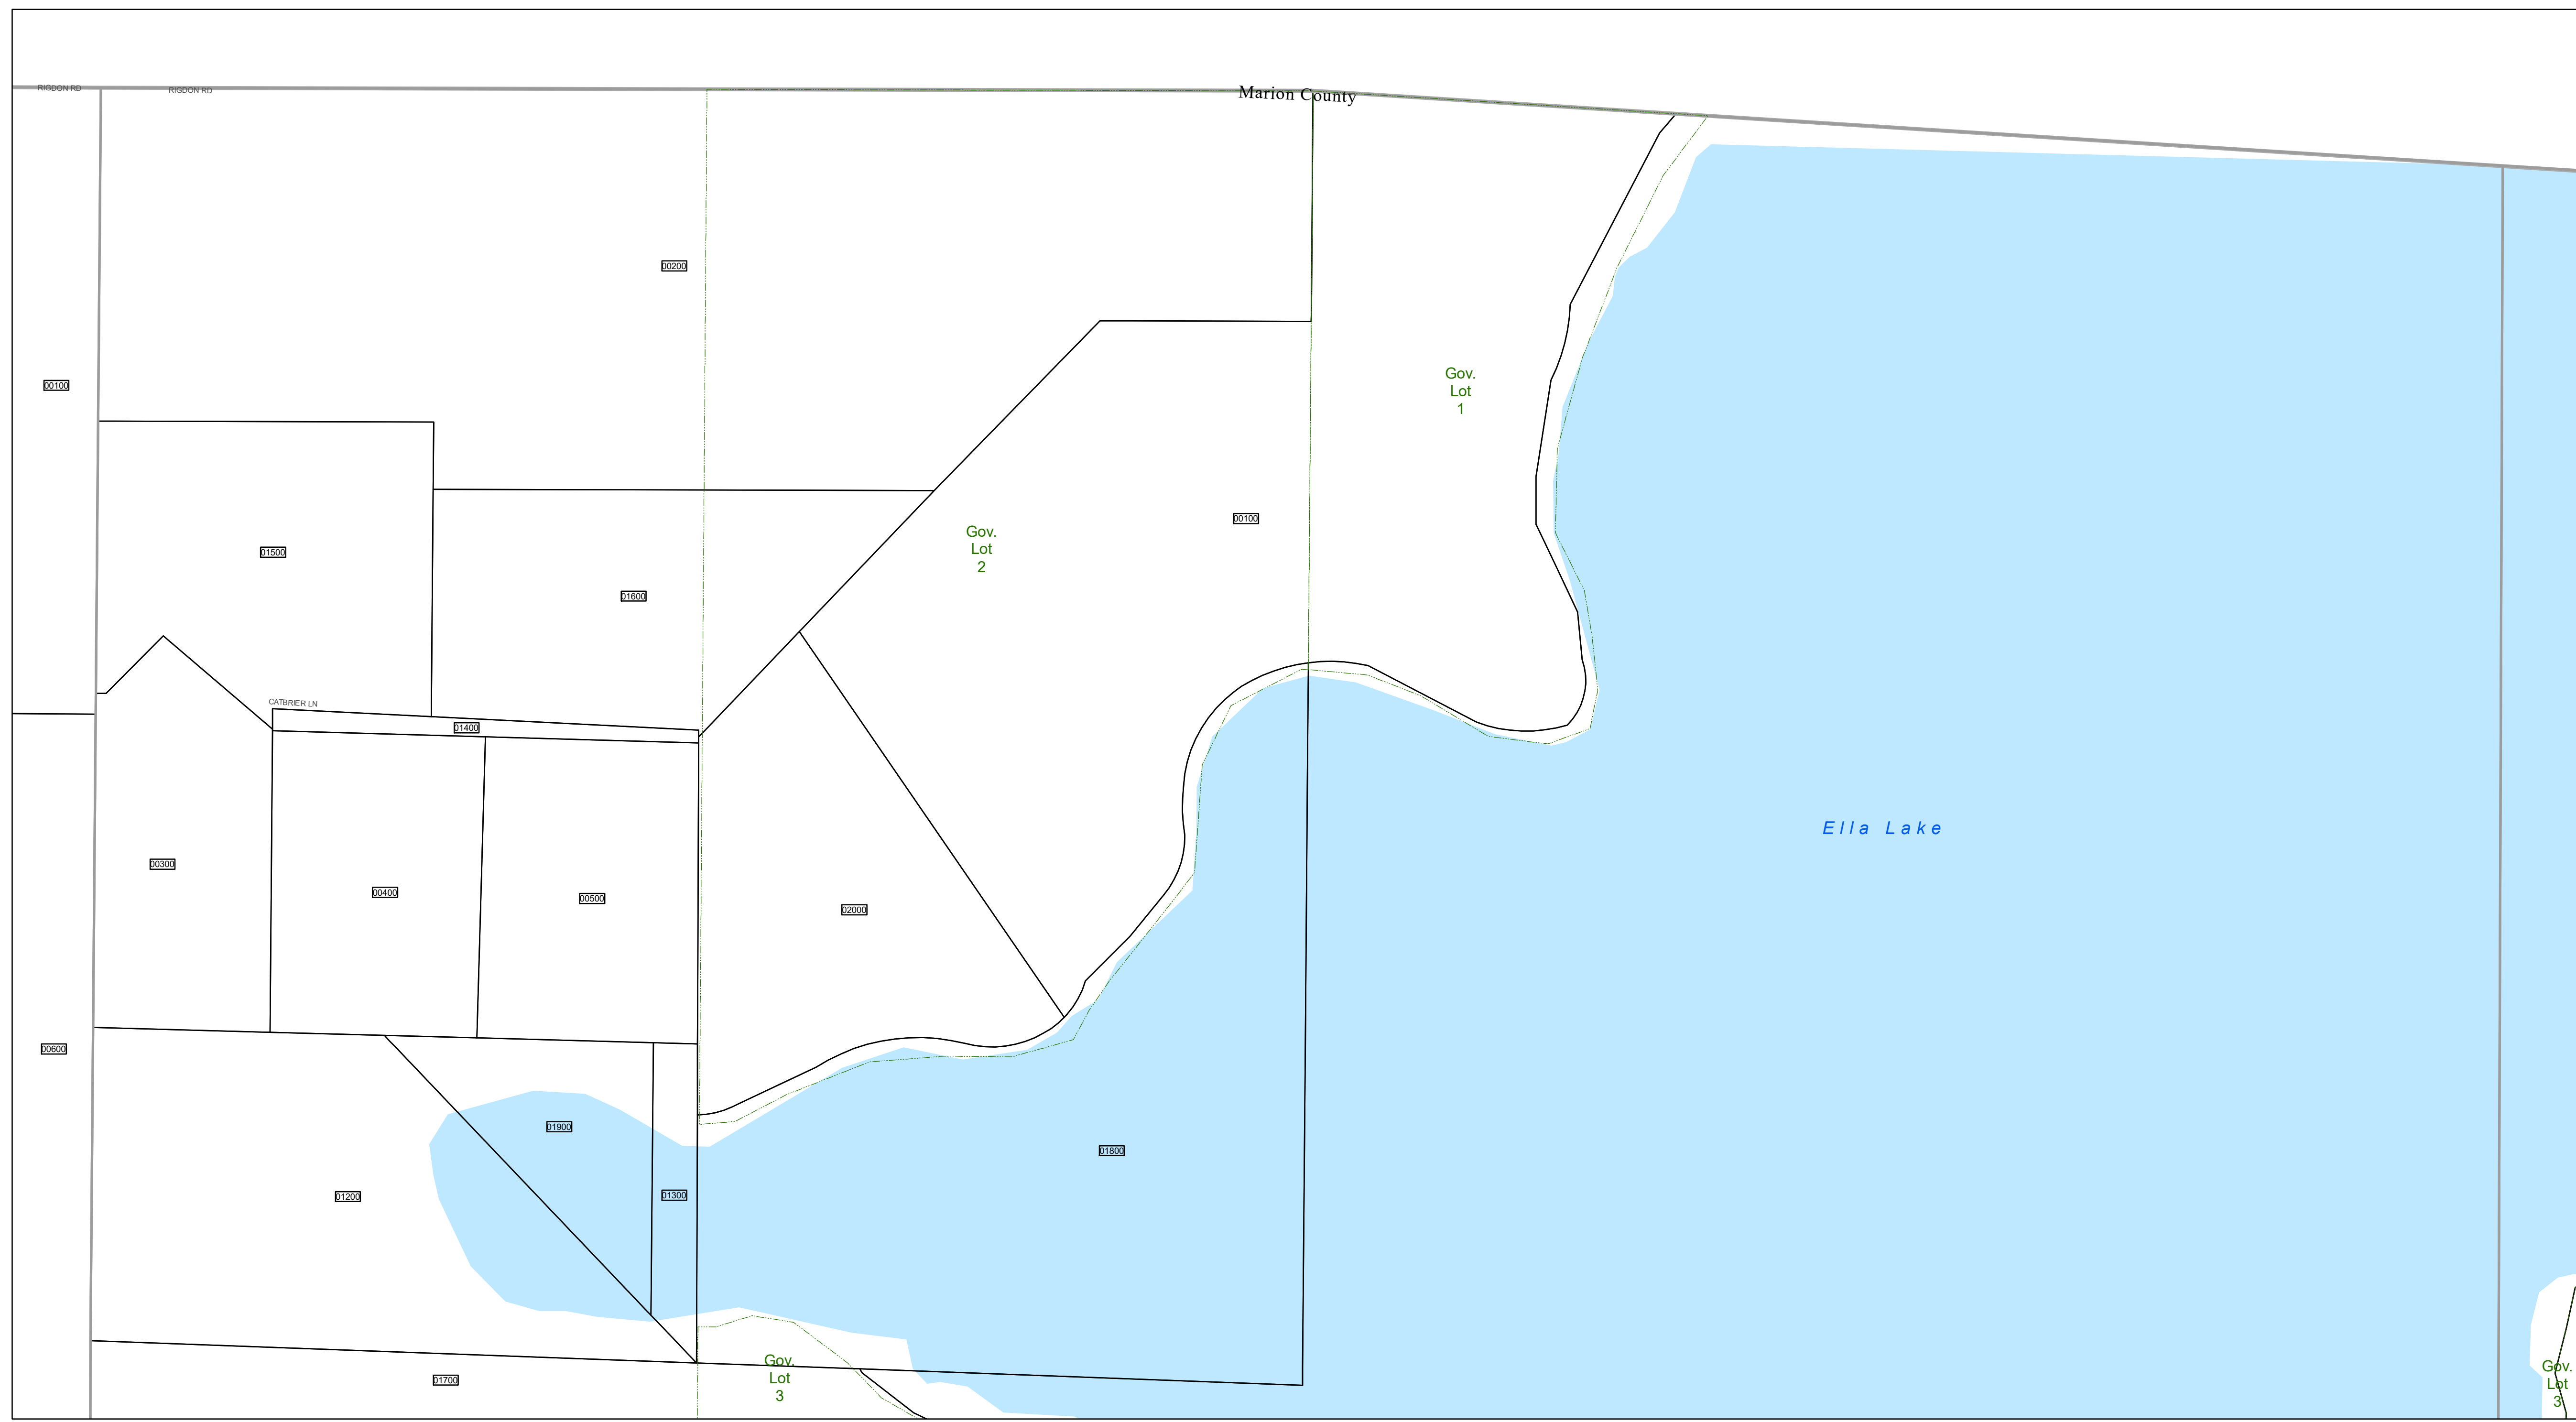 RIGDON RD
RIGDON RD
Marion County
00200
00100
Gov.
Lot
1
00100
Gov.
Lot
2
01500
01600
CATBRIER LN
01400
Ella Lake
00300
00400
00500
02000
00600
01900
01800
01200
01300
Gov.
Lot
3
Gov.
Lot
3
01700